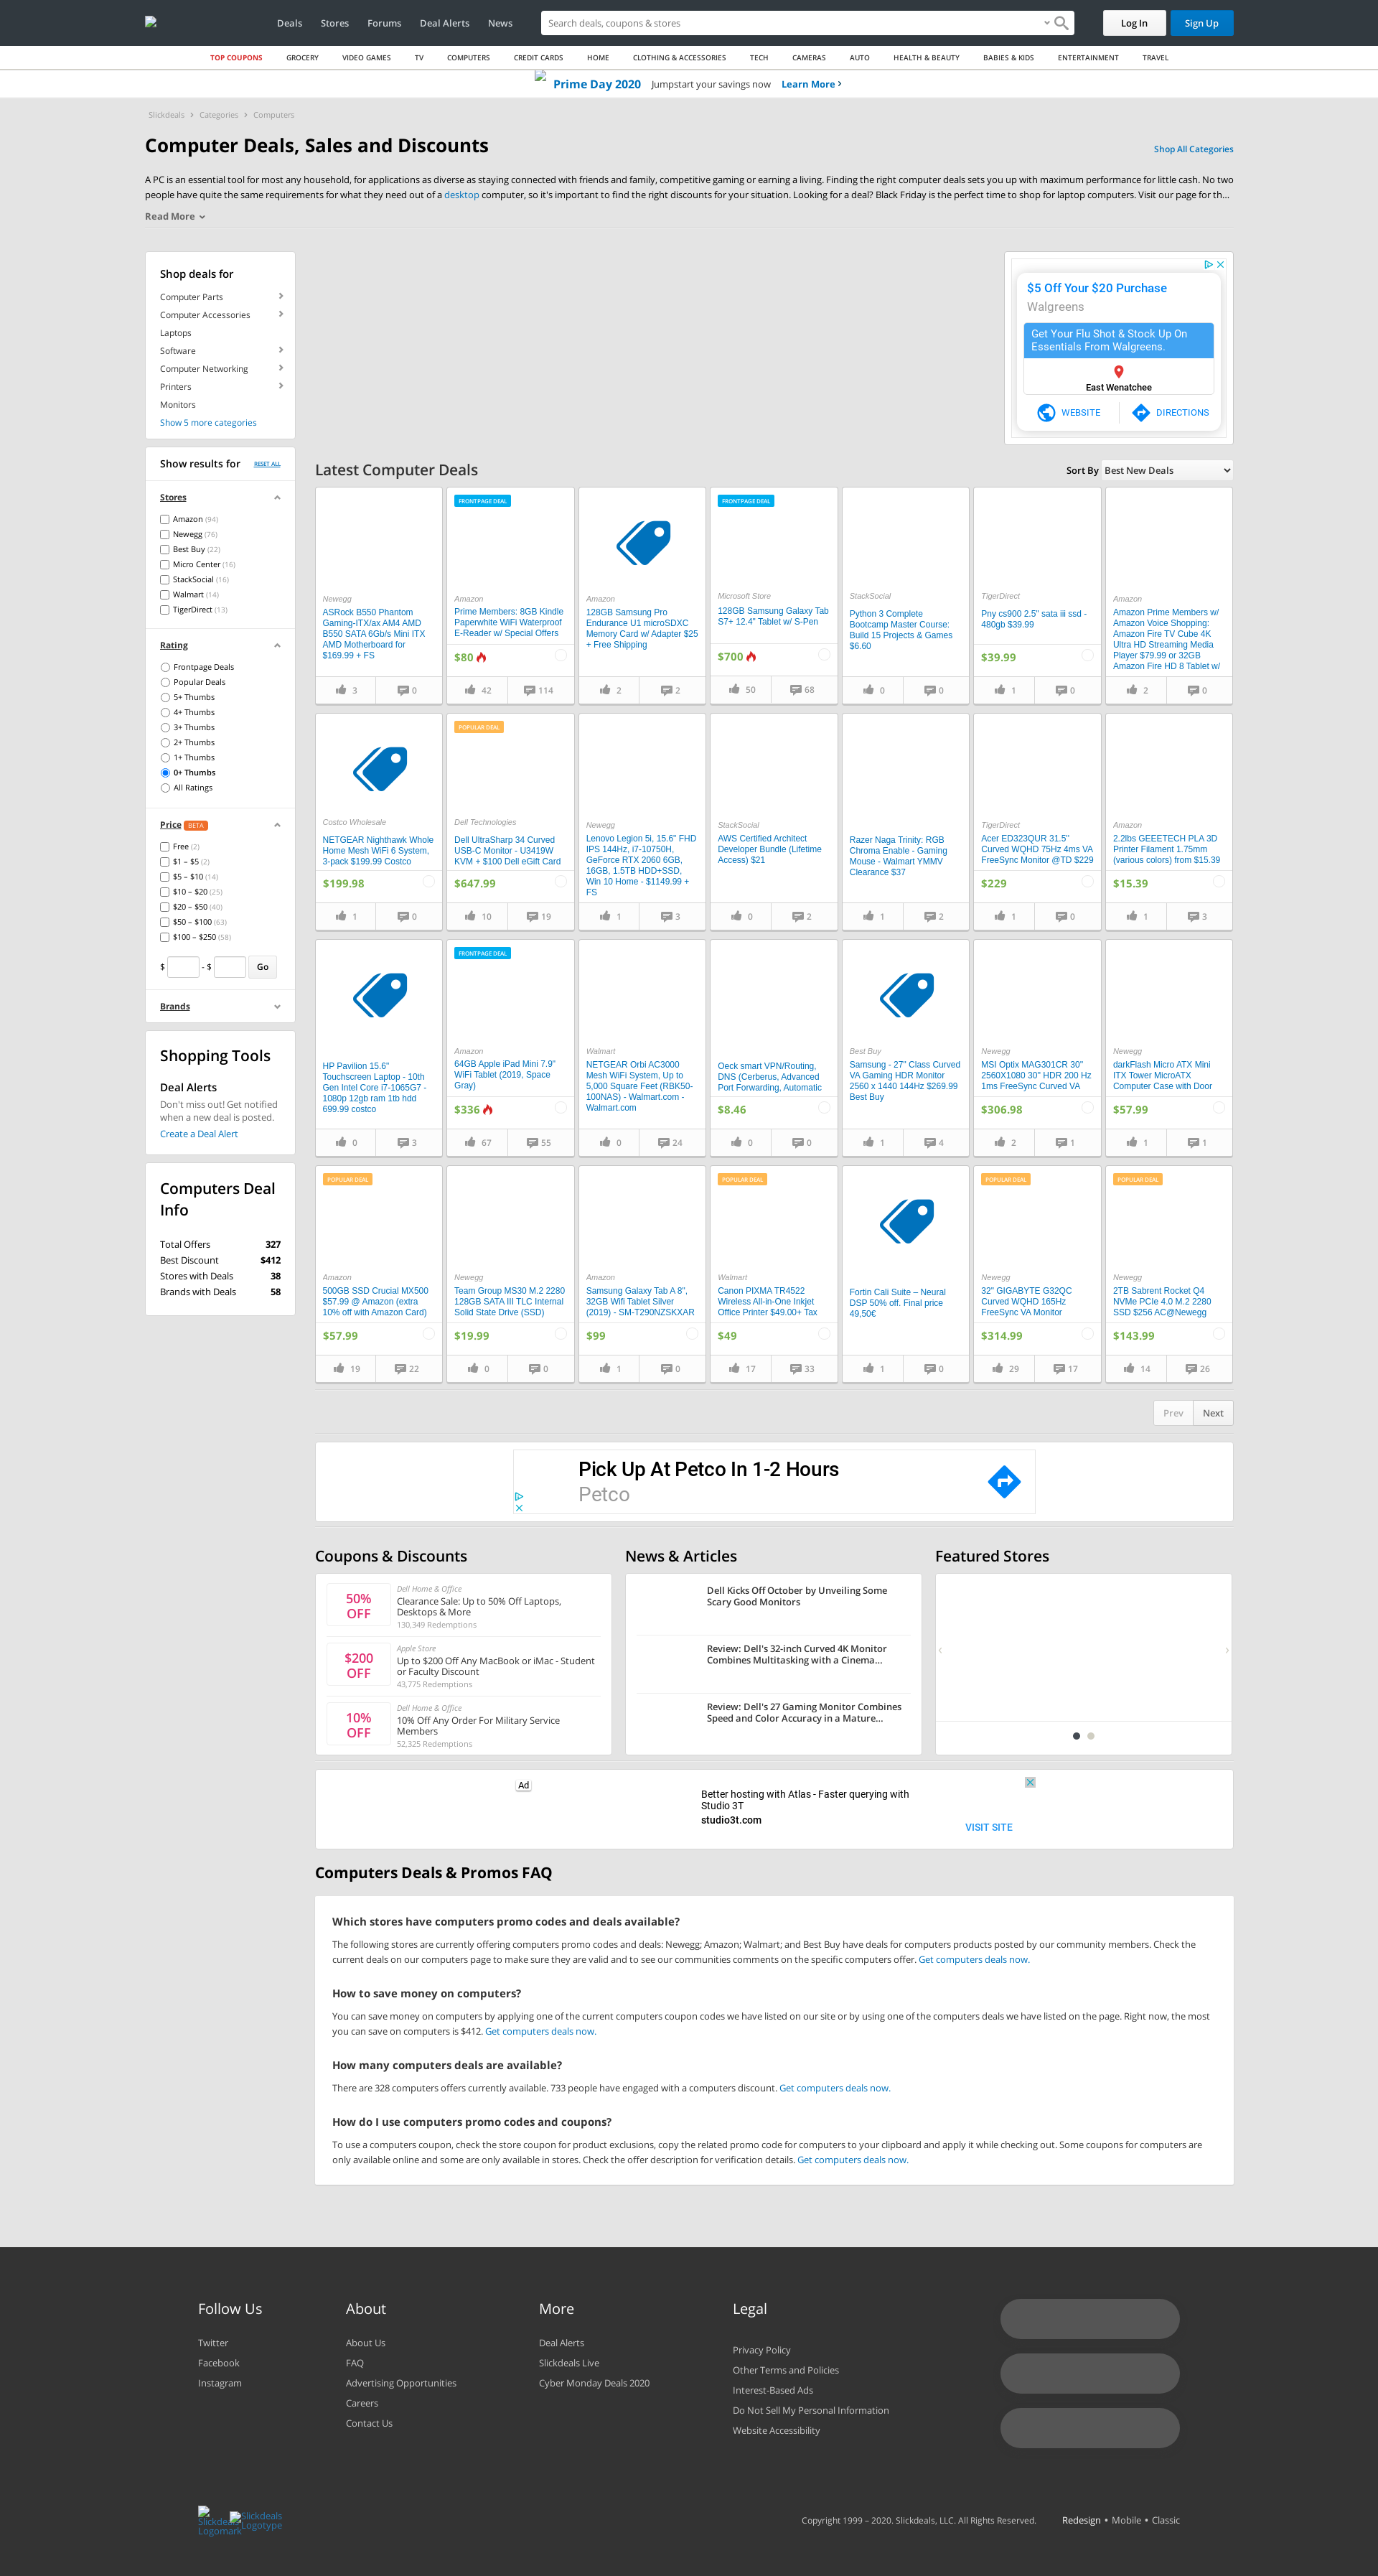 Deals Stores Forums Deal Alerts News
Search deals, coupons & stores
Log In Sign Up
TOP COUPONS GROCERY VIDEO GAMES TV COMPUTERS CREDIT CARDS HOME CLOTHING & ACCESSORIES TECH CAMERAS AUTO HEALTH & BEAUTY BABIES & KIDS ENTERTAINMENT TRAVEL
Prime Day 2020 Jumpstart your savings now Learn More
Slickdeals Categories Computers
Computer Deals, Sales and Discounts
Shop All Categories
A PC is an essential tool for most any household, for applications as diverse as staying connected with friends and family, competitive gaming or earning a living. Finding the right computer deals sets you up with maximum performance for little cash. No two
people have quite the same requirements for what they need out of a desktop computer, so it's important to find the right discounts for your situation. Looking for a deal? Black Friday is the perfect time to shop for laptop computers. Visit our page for th...
Read More
Shop deals for
Computer Parts
Computer Accessories
Laptops
Software
Computer Networking
Printers
Monitors
Show 5 more categories
$5 Off Your $20 Purchase
Walgreens
Get Your Flu Shot & Stock Up On
Essentials From Walgreens.
East Wenatchee
WEBSITE DIRECTIONS
Show results for RESET ALL
Stores
Amazon (94)
Newegg (76)
Best Buy (22)
Micro Center (16)
StackSocial (16)
Walmart (14)
TigerDirect (13)
Rating
Frontpage Deals
Popular Deals
5+ Thumbs
4+ Thumbs
3+ Thumbs
2+ Thumbs
1+ Thumbs
0+ Thumbs
All Ratings
Price BETA
Free (2)
$1 – $5 (2)
$5 – $10 (14)
$10 – $20 (25)
$20 – $50 (40)
$50 – $100 (63)
$100 – $250 (58)
$ - $ Go
Brands
Shopping Tools
Deal Alerts
Don't miss out! Get notified
when a new deal is posted.
Create a Deal Alert
Computers Deal
Info
Total Offers 327
Best Discount $412
Stores with Deals 38
Brands with Deals 58
Latest Computer Deals
Sort By Best New Deals
Newegg
ASRock B550 Phantom
Gaming-ITX/ax AM4 AMD
B550 SATA 6Gb/s Mini ITX
AMD Motherboard for
$169.99 + FS
3 0
FRONTPAGE DEAL
Amazon
Prime Members: 8GB Kindle
Paperwhite WiFi Waterproof
E-Reader w/ Special Offers
$80
42 114
Amazon
128GB Samsung Pro
Endurance U1 microSDXC
Memory Card w/ Adapter $25
+ Free Shipping
2 2
FRONTPAGE DEAL
Microsoft Store
128GB Samsung Galaxy Tab
S7+ 12.4" Tablet w/ S-Pen
$700
50 68
StackSocial
Python 3 Complete
Bootcamp Master Course:
Build 15 Projects & Games
$6.60
0 0
TigerDirect
Pny cs900 2.5" sata iii ssd -
480gb $39.99
$39.99
1 0
Amazon
Amazon Prime Members w/
Amazon Voice Shopping:
Amazon Fire TV Cube 4K
Ultra HD Streaming Media
Player $79.99 or 32GB
Amazon Fire HD 8 Tablet w/
2 0
Costco Wholesale
NETGEAR Nighthawk Whole
Home Mesh WiFi 6 System,
3-pack $199.99 Costco
$199.98
1 0
POPULAR DEAL
Dell Technologies
Dell UltraSharp 34 Curved
USB-C Monitor - U3419W
KVM + $100 Dell eGift Card
$647.99
10 19
Newegg
Lenovo Legion 5i, 15.6" FHD
IPS 144Hz, i7-10750H,
GeForce RTX 2060 6GB,
16GB, 1.5TB HDD+SSD,
Win 10 Home - $1149.99 +
FS
1 3
StackSocial
AWS Certified Architect
Developer Bundle (Lifetime
Access) $21
0 2
Razer Naga Trinity: RGB
Chroma Enable - Gaming
Mouse - Walmart YMMV
Clearance $37
1 2
TigerDirect
Acer ED323QUR 31.5"
Curved WQHD 75Hz 4ms VA
FreeSync Monitor @TD $229
$229
1 0
Amazon
2.2lbs GEEETECH PLA 3D
Printer Filament 1.75mm
(various colors) from $15.39
$15.39
1 3
HP Pavilion 15.6"
Touchscreen Laptop - 10th
Gen Intel Core i7-1065G7 -
1080p 12gb ram 1tb hdd
699.99 costco
0 3
FRONTPAGE DEAL
Amazon
64GB Apple iPad Mini 7.9"
WiFi Tablet (2019, Space
Gray)
$336
67 55
Walmart
NETGEAR Orbi AC3000
Mesh WiFi System, Up to
5,000 Square Feet (RBK50-
100NAS) - Walmart.com -
Walmart.com
0 24
Oeck smart VPN/Routing,
DNS (Cerberus, Advanced
Port Forwarding, Automatic
$8.46
0 0
Best Buy
Samsung - 27" Class Curved
VA Gaming HDR Monitor
2560 x 1440 144Hz $269.99
Best Buy
1 4
Newegg
MSI Optix MAG301CR 30"
2560X1080 30" HDR 200 Hz
1ms FreeSync Curved VA
$306.98
2 1
Newegg
darkFlash Micro ATX Mini
ITX Tower MicroATX
Computer Case with Door
$57.99
1 1
POPULAR DEAL
Amazon
500GB SSD Crucial MX500
$57.99 @ Amazon (extra
10% off with Amazon Card)
$57.99
19 22
Newegg
Team Group MS30 M.2 2280
128GB SATA III TLC Internal
Solid State Drive (SSD)
$19.99
0 0
Amazon
Samsung Galaxy Tab A 8",
32GB Wifi Tablet Silver
(2019) - SM-T290NZSKXAR
$99
1 0
POPULAR DEAL
Walmart
Canon PIXMA TR4522
Wireless All-in-One Inkjet
Office Printer $49.00+ Tax
$49
17 33
Fortin Cali Suite – Neural
DSP 50% off. Final price
49,50€
1 0
POPULAR DEAL
Newegg
32" GIGABYTE G32QC
Curved WQHD 165Hz
FreeSync VA Monitor
$314.99
29 17
POPULAR DEAL
Newegg
2TB Sabrent Rocket Q4
NVMe PCIe 4.0 M.2 2280
SSD $256 AC@Newegg
$143.99
14 26
Prev Next
Pick Up At Petco In 1-2 Hours
Petco
Coupons & Discounts
50%
OFF
Dell Home & Office
Clearance Sale: Up to 50% Off Laptops,
Desktops & More
130,349 Redemptions
$200
OFF
Apple Store
Up to $200 Off Any MacBook or iMac - Student
or Faculty Discount
43,775 Redemptions
10%
OFF
Dell Home & Office
10% Off Any Order For Military Service
Members
52,325 Redemptions
News & Articles
Dell Kicks Off October by Unveiling Some
Scary Good Monitors
Review: Dell's 32-inch Curved 4K Monitor
Combines Multitasking with a Cinema...
Review: Dell's 27 Gaming Monitor Combines
Speed and Color Accuracy in a Mature...
Featured Stores
Ad
Better hosting with Atlas - Faster querying with
Studio 3T
studio3t.com
VISIT SITE
Computers Deals & Promos FAQ
Which stores have computers promo codes and deals available?
The following stores are currently offering computers promo codes and deals: Newegg; Amazon; Walmart; and Best Buy have deals for computers products posted by our community members. Check the
current deals on our computers page to make sure they are valid and to see our communities comments on the specific computers offer. Get computers deals now.
How to save money on computers?
You can save money on computers by applying one of the current computers coupon codes we have listed on our site or by using one of the computers deals we have listed on the page. Right now, the most
you can save on computers is $412. Get computers deals now.
How many computers deals are available?
There are 328 computers offers currently available. 733 people have engaged with a computers discount. Get computers deals now.
How do I use computers promo codes and coupons?
To use a computers coupon, check the store coupon for product exclusions, copy the related promo code for computers to your clipboard and apply it while checking out. Some coupons for computers are
only available online and some are only available in stores. Check the offer description for verification details. Get computers deals now.
Follow Us
Twitter
Facebook
Instagram
About
About Us
FAQ
Advertising Opportunities
Careers
Contact Us
More
Deal Alerts
Slickdeals Live
Cyber Monday Deals 2020
Legal
Privacy Policy
Other Terms and Policies
Interest-Based Ads
Do Not Sell My Personal Information
Website Accessibility
Slickdeals
Logomark
Slickdeals
Logotype
Copyright 1999 – 2020. Slickdeals, LLC. All Rights Reserved.
Redesign • Mobile • Classic